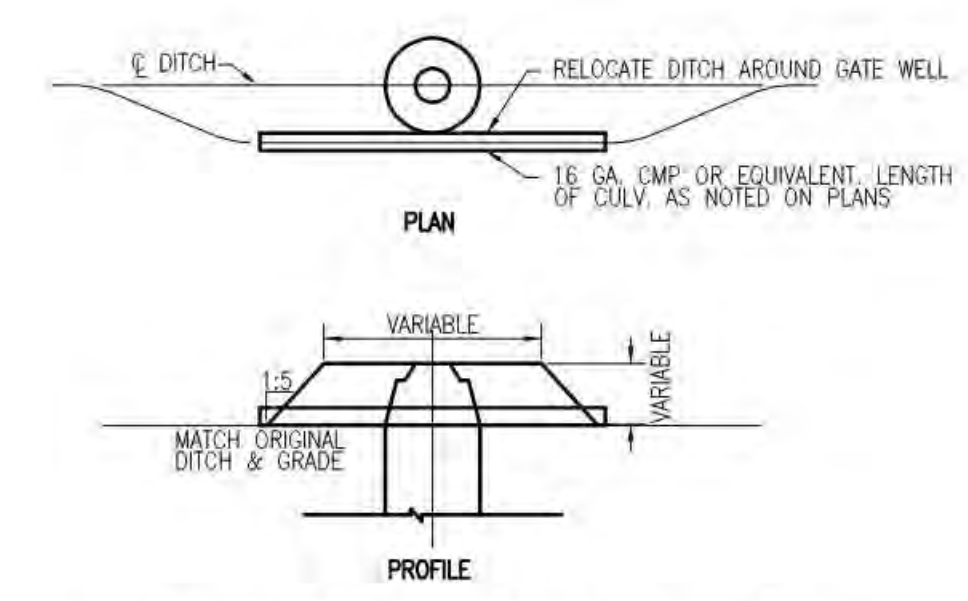 ℄ DITCH
RELOCATE DITCH AROUND GATE WELL
16 GA. CMP OR EQUIVALENT. LENGTH
OF CULV. AS NOTED ON PLANS
PLAN
VARIABLE
VARIABLE
1:5
MATCH ORIGINAL
DITCH & GRADE
PROFILE